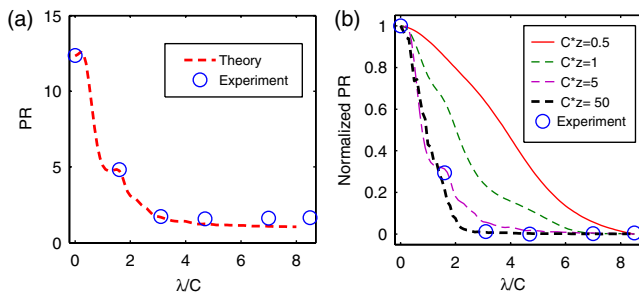 (a)
15
10
5
0
PR
0
2
4
6
8
λ/C
Theory
Experiment
(b)
1
0.8
0.6
0.4
0.2
0
Normalized PR
0
2
4
6
8
λ/C
C*z=0.5
C*z=1
C*z=5
C*z= 50
Experiment